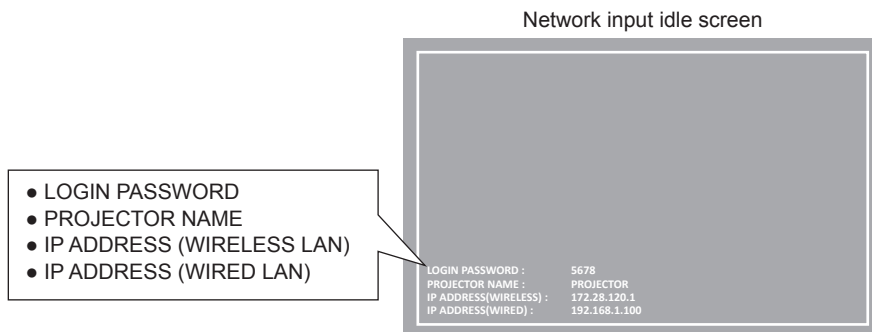 Network input idle screen
● LOGIN PASSWORD
● PROJECTOR NAME
● IP ADDRESS (WIRELESS LAN)
● IP ADDRESS (WIRED LAN)
LOGIN PASSWORD : 5678
PROJECTOR NAME : PROJECTOR
IP ADDRESS(WIRELESS) : 172.28.120.1
IP ADDRESS(WIRED) : 192.168.1.100